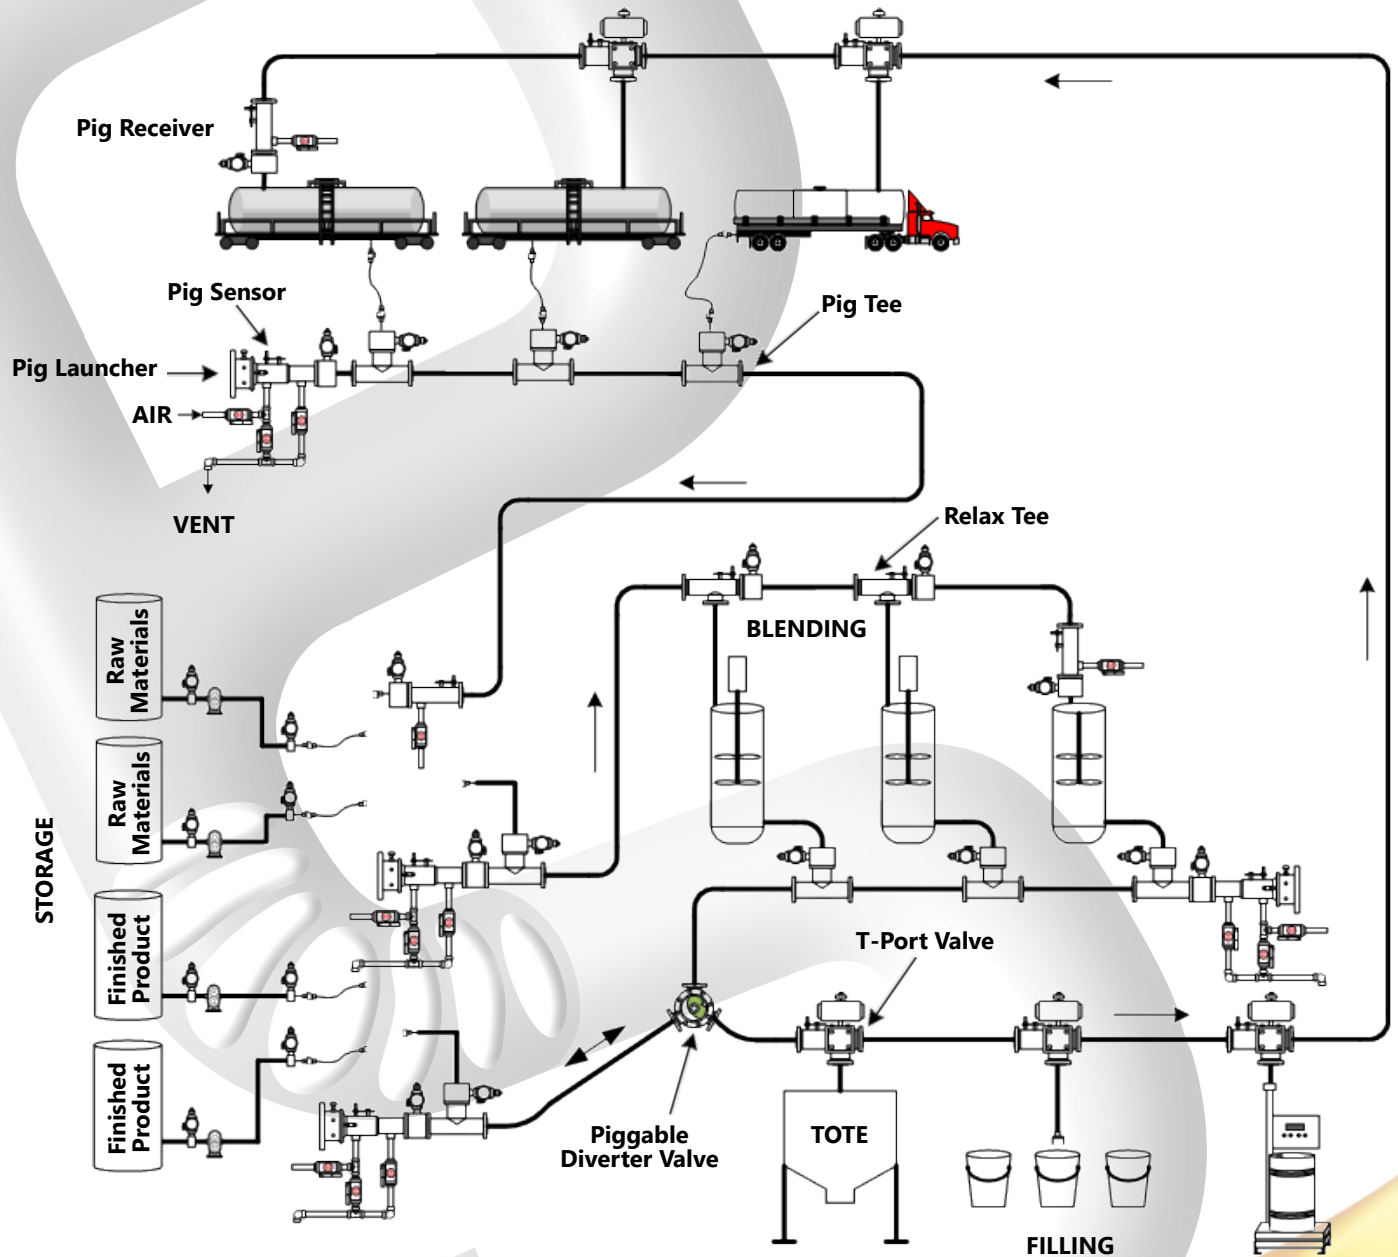 Pig Receiver
Pig Sensor
Pig Tee
Pig Launcher
AIR
VENT
Relax Tee
BLENDING
Raw
Materials
Raw
Materials
STORAGE
Finished
Product
T-Port Valve
Finished
Product
Piggable
Diverter Valve
TOTE
FILLING